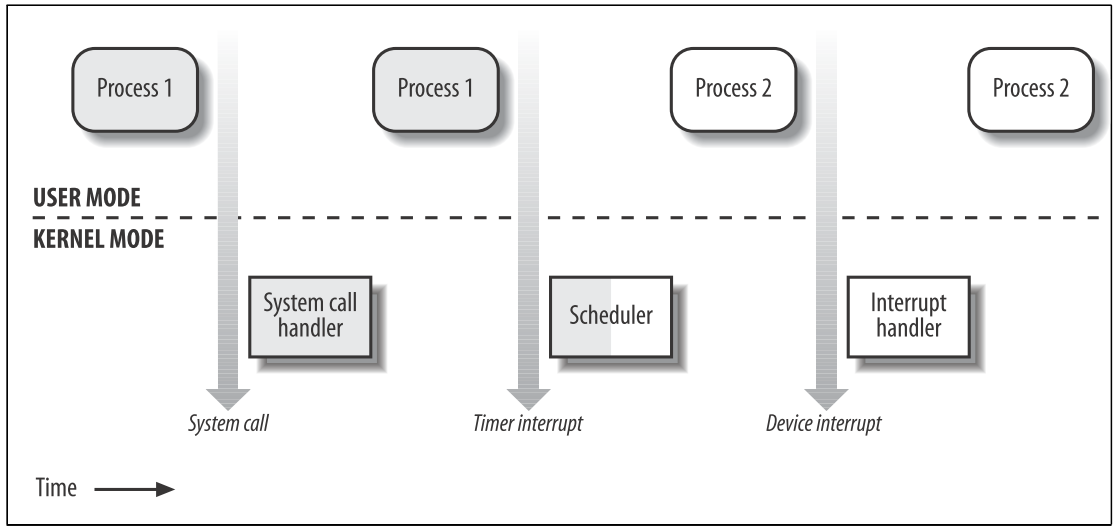 Process 1
Process 1
Process 2
Process 2
USER MODE
KERNEL MODE
System call
handler
Scheduler
Interrupt
handler
System call
Timer interrupt
Device interrupt
Time